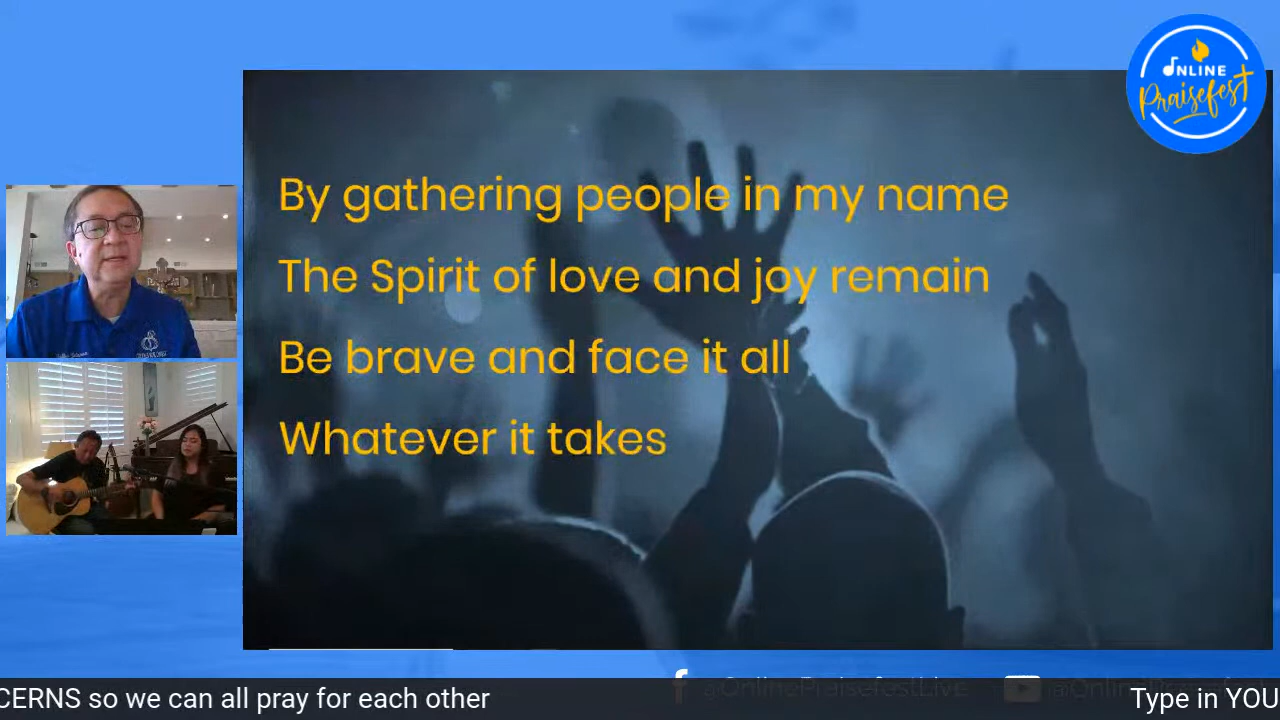 ONLINE
Praisefest
By gathering people in my name
The Spirit of love and joy remain
Be brave and face it all
Whatever it takes
@OnlinePraisefestLive
CERNS so we can all pray for each other
Type in YOU